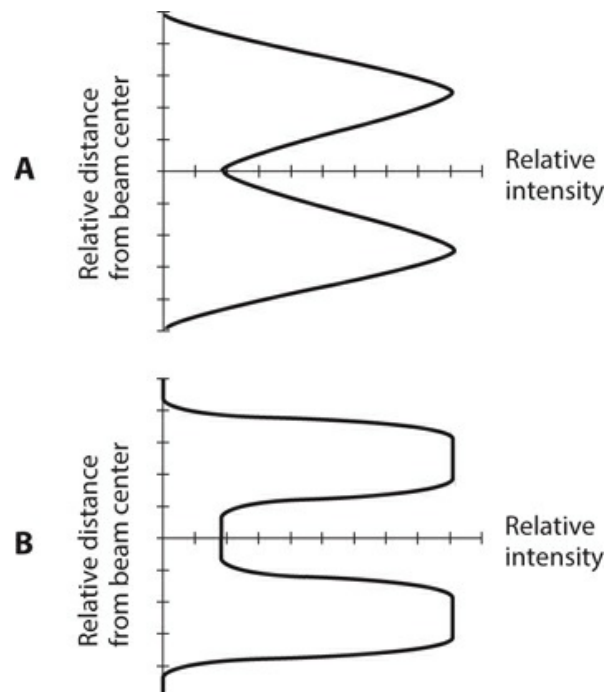 A
Relative distance
from beam center
Relative
intensity
B
Relative distance
from beam center
Relative
intensity